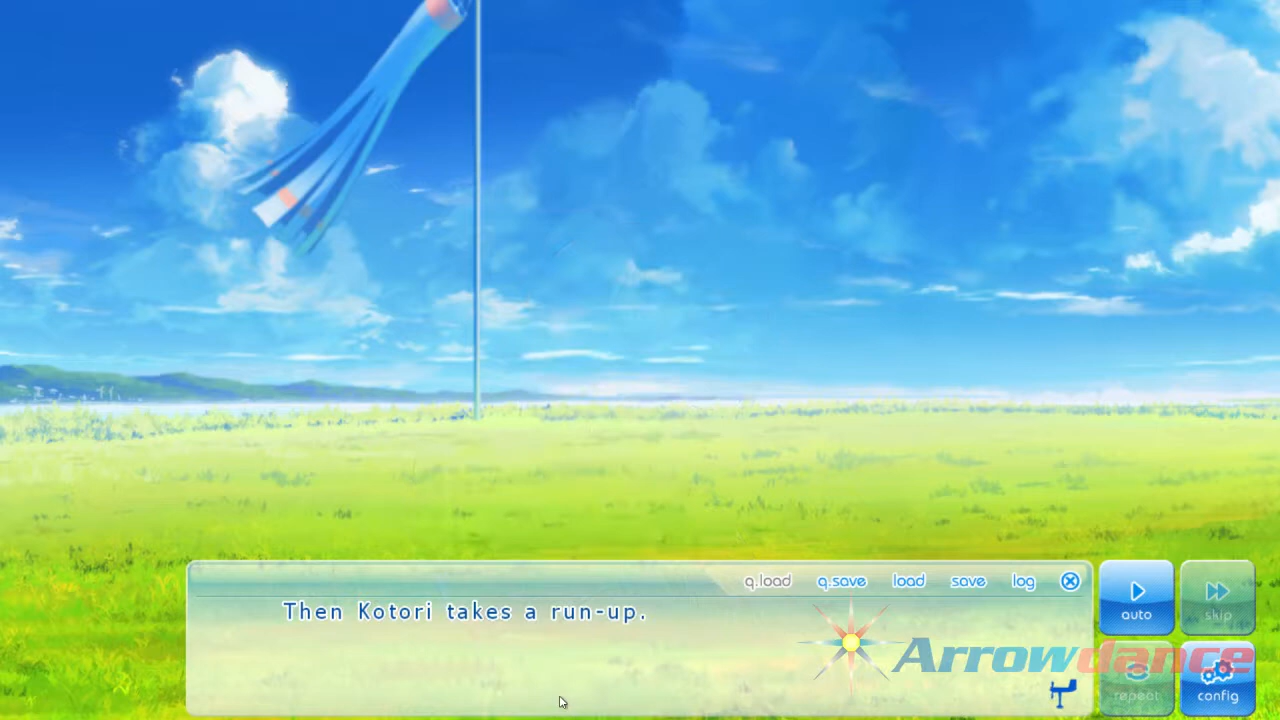 q.load q.save load save log
Then Kotori takes a run-up.
auto
skip
Arrowdance
repeat
config